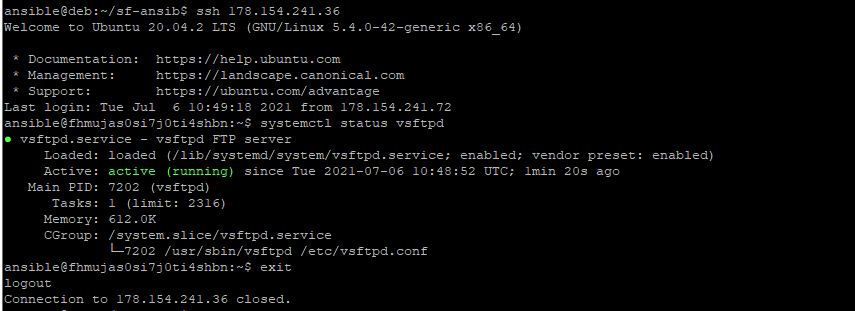 ansible@deb:~/sf-ansib$ ssh 178.154.241.36
Welcome to Ubuntu 20.04.2 LTS (GNU/Linux 5.4.0-42-generic x86_64)

 * Documentation:  https://help.ubuntu.com
 * Management:     https://landscape.canonical.com
 * Support:        https://ubuntu.com/advantage
Last login: Tue Jul  6 10:49:18 2021 from 178.154.241.72
ansible@fhmujas0si7j0ti4shbn:~$ systemctl status vsftpd
● vsftpd.service - vsftpd FTP server
     Loaded: loaded (/lib/systemd/system/vsftpd.service; enabled; vendor preset: enabled)
     Active: active (running) since Tue 2021-07-06 10:48:52 UTC; 1min 20s ago
   Main PID: 7202 (vsftpd)
      Tasks: 1 (limit: 2316)
     Memory: 612.0K
     CGroup: /system.slice/vsftpd.service
             └─7202 /usr/sbin/vsftpd /etc/vsftpd.conf
ansible@fhmujas0si7j0ti4shbn:~$ exit
logout
Connection to 178.154.241.36 closed.